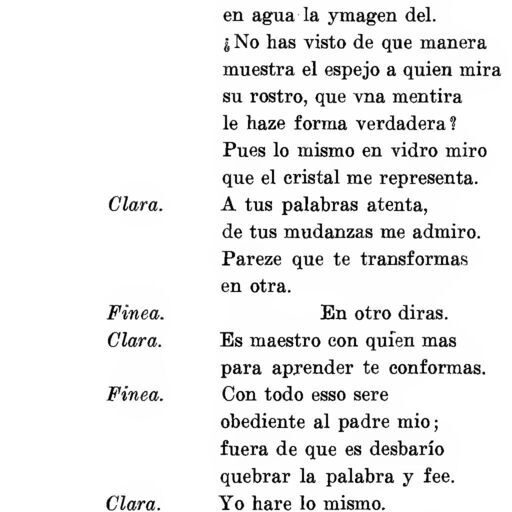 en agua la ymagen del.
¿No has visto de que manera
muestra el espejo a quien mira
su rostro, que vna mentira
le haze forma verdadera?
Pues lo mismo en vidro miro
que el cristal me representa.
Clara. A tus palabras atenta,
de tus mudanzas me admiro.
Pareze que te transformas
en otra.
Finea. En otro diras.
Clara. Es maestro con quien mas
para aprender te conformas.
Finea. Con todo esso sere
obediente al padre mio;
fuera de que es desbarío
quebrar la palabra y fee.
Clara. Yo hare lo mismo.